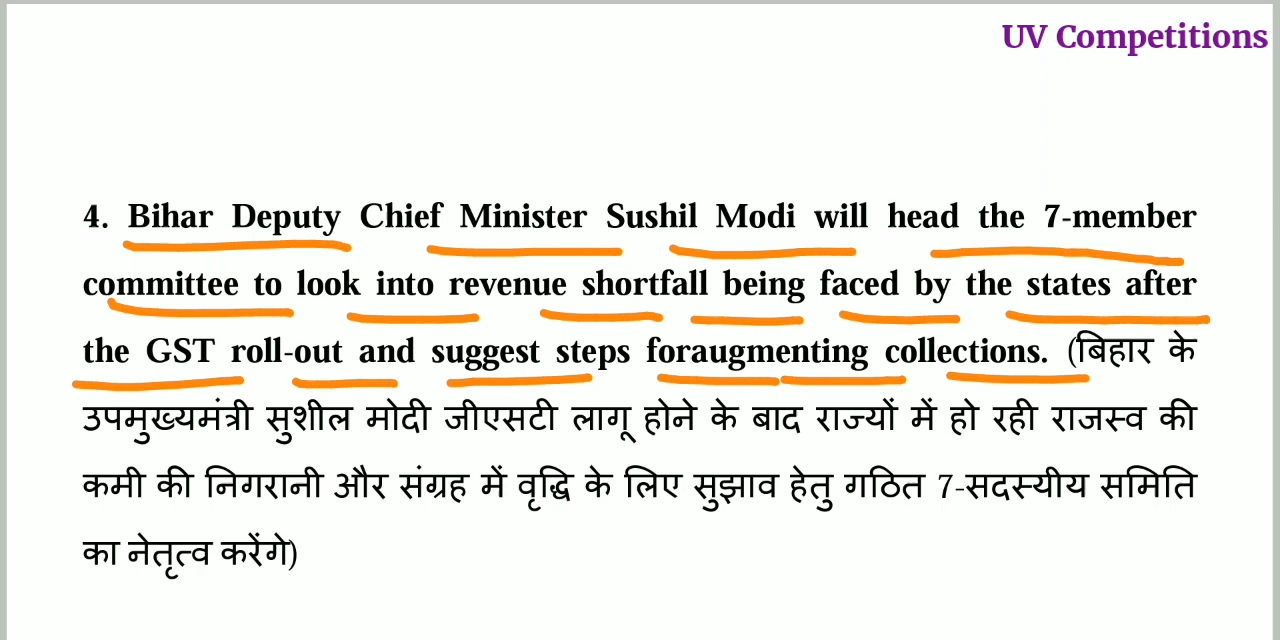 UV Competitions
4. Bihar Deputy Chief Minister Sushil Modi will head the 7-member
committee to look into revenue shortfall being faced by the states after
the GST roll-out and suggest steps foraugmenting collections. (बिहार के
उपमुख्यमंत्री सुशील मोदी जीएसटी लागू होने के बाद राज्यों में हो रही राजस्व की
कमी की निगरानी और संग्रह में वृद्धि के लिए सुझाव हेतु गठित 7-सदस्यीय समिति
का नेतृत्व करेंगे)